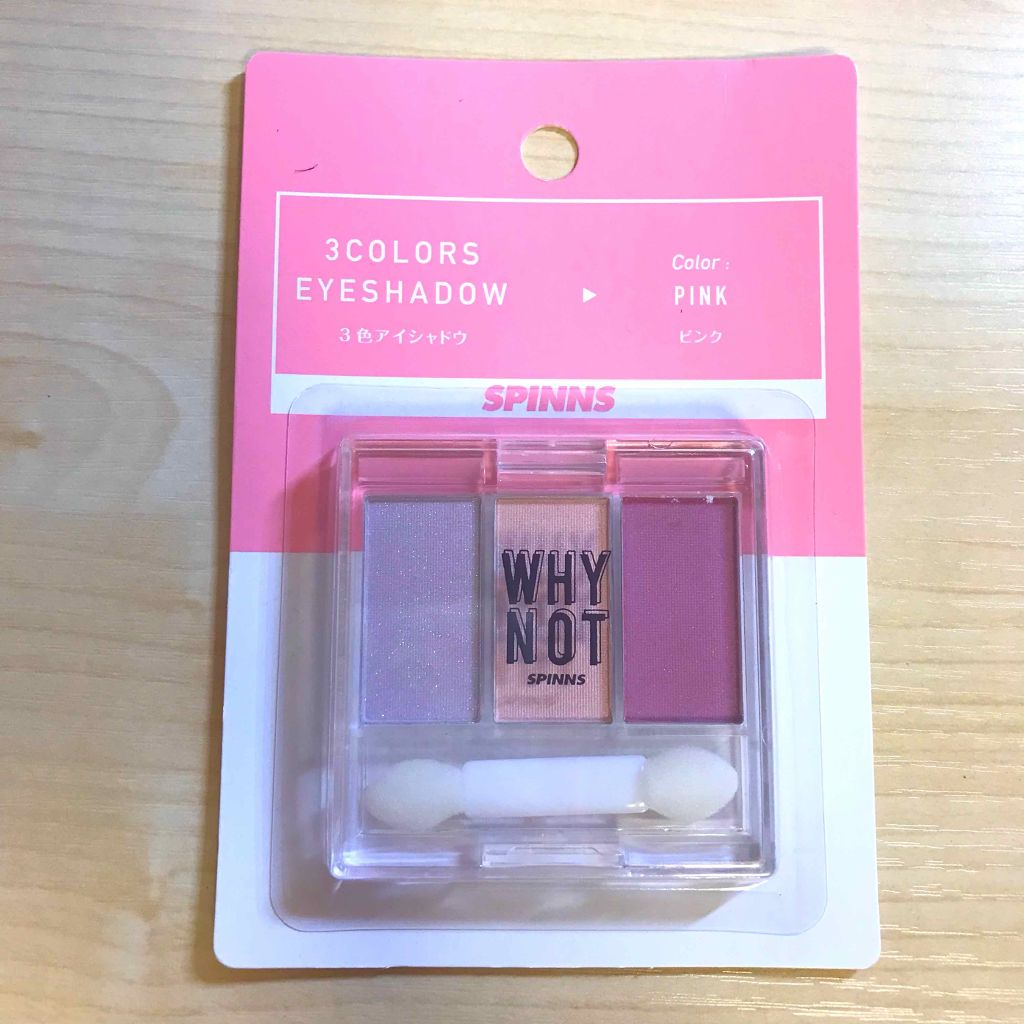 3COLORS
EYESHADOW
3色アイシャドウ
Color :
PINK
ピンク
SPINNS
WHY
NOT
SPINNS